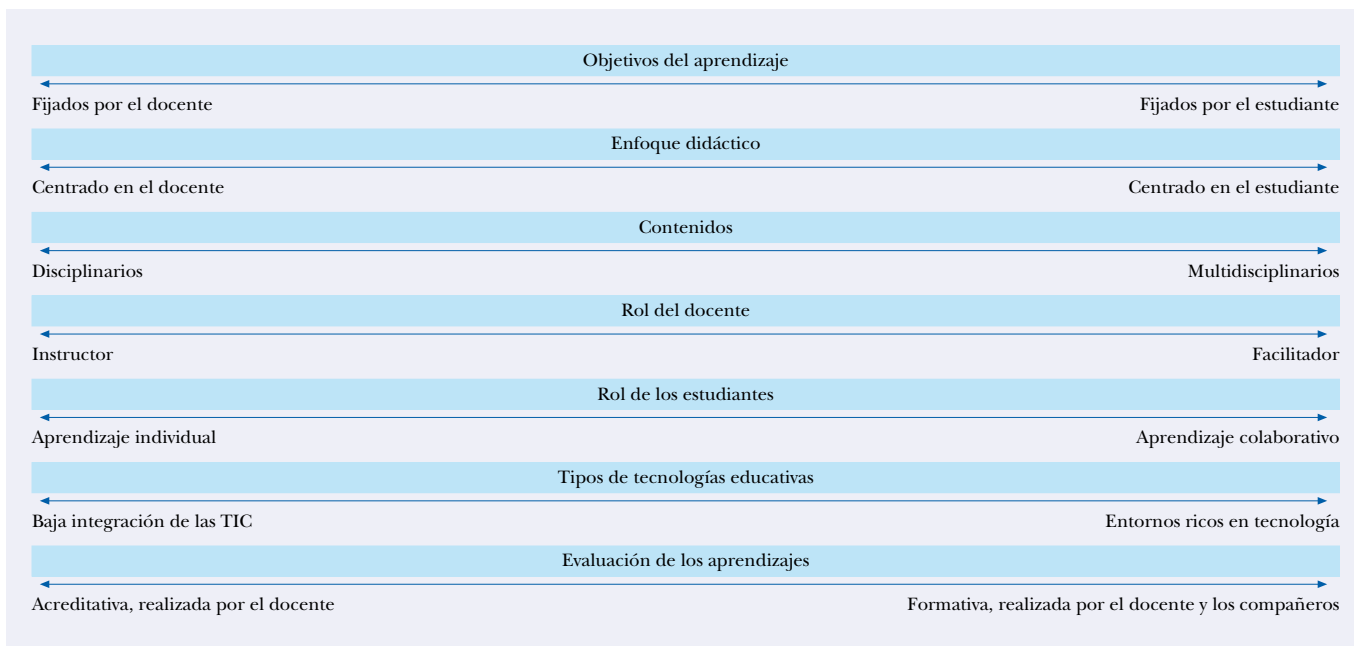 Objetivos del aprendizaje
Fijados por el docente
Fijados por el estudiante
Enfoque didáctico
Centrado en el docente
Centrado en el estudiante
Contenidos
Disciplinarios
Multidisciplinarios
Rol del docente
Instructor
Facilitador
Rol de los estudiantes
Aprendizaje individual
Aprendizaje colaborativo
Tipos de tecnologías educativas
Baja integración de las TIC
Entornos ricos en tecnología
Evaluación de los aprendizajes
Acreditativa, realizada por el docente
Formativa, realizada por el docente y los compañeros